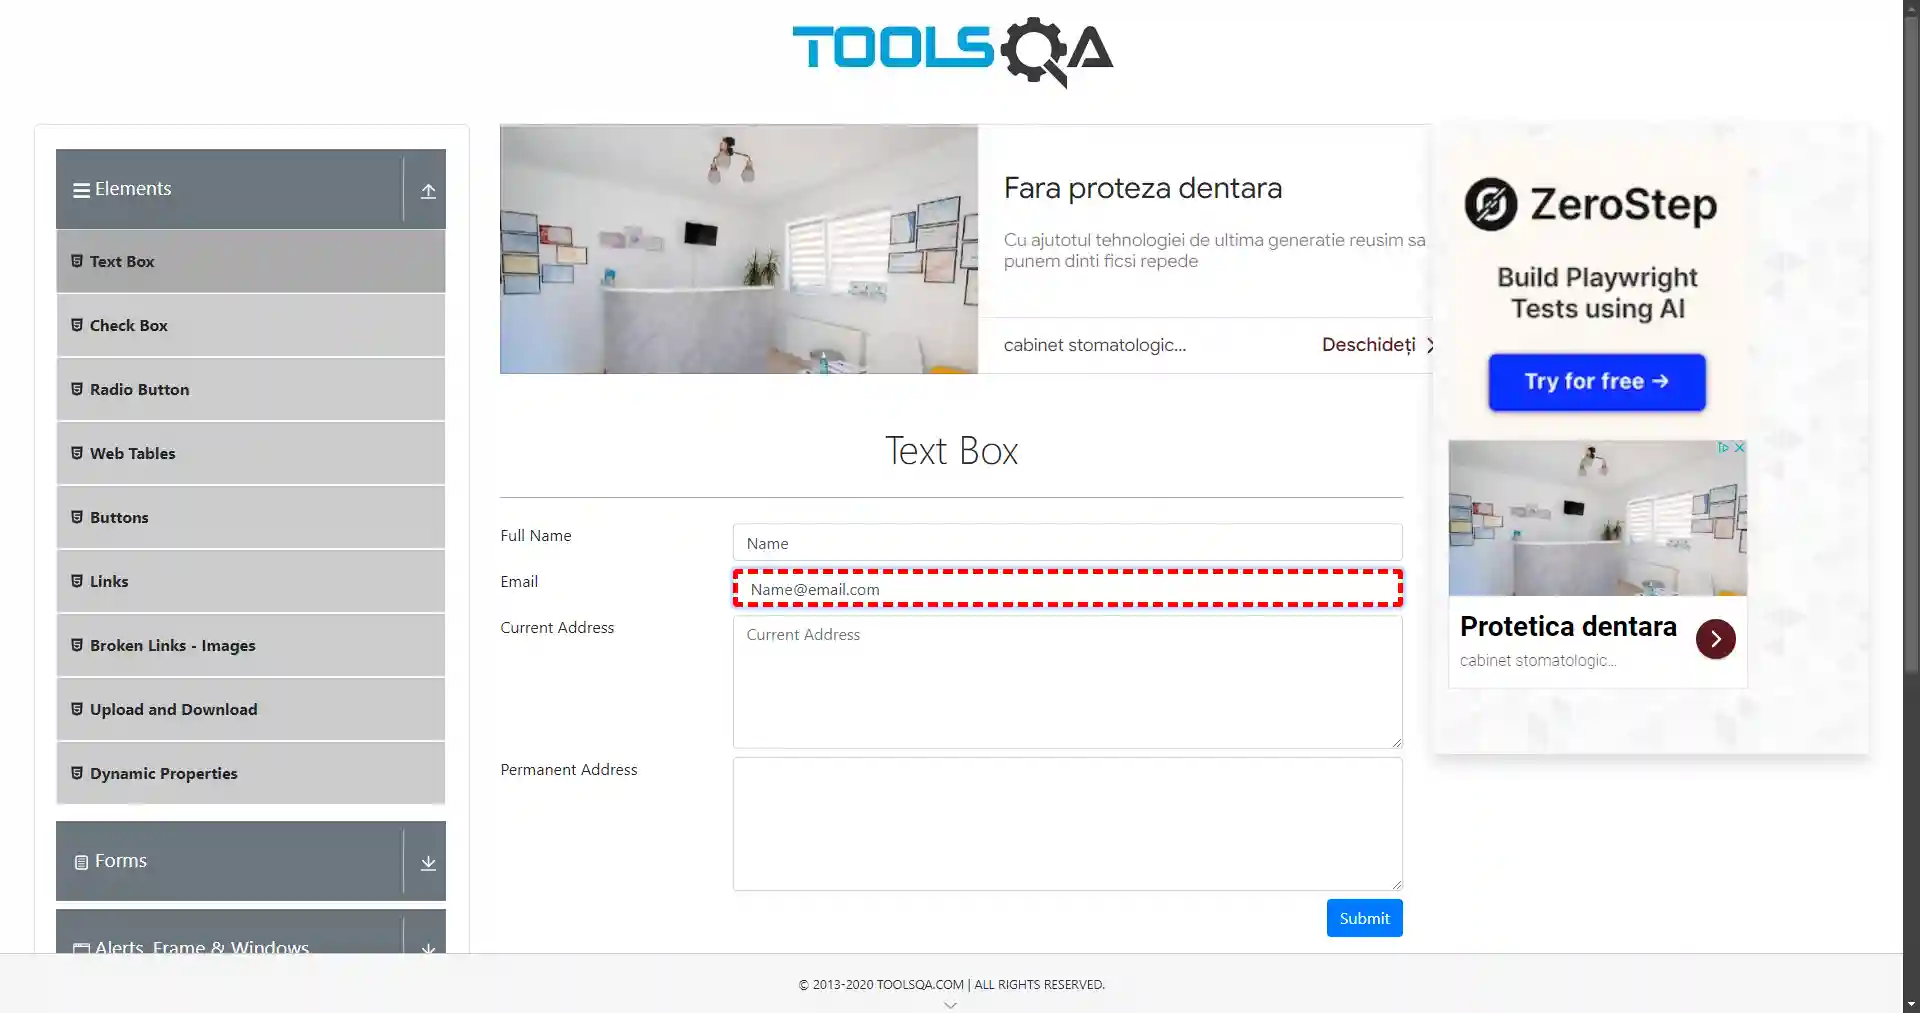 TOOLSQA
Elements
Text Box
Check Box
Radio Button
Web Tables
Buttons
Links
Broken Links - Images
Upload and Download
Dynamic Properties
Forms
Alerts, Frame & Windows
Fara proteza dentara
Cu ajutotul tehnologiei de ultima generatie reusim sa
punem dinti ficsi repede
cabinet stomatologic...
Deschideți
Text Box
Full Name
Name
Email
Name@email.com
Current Address
Current Address
Permanent Address
Submit
ZeroStep
Build Playwright
Tests using AI
Try for free →
Protetica dentara
cabinet stomatologic...
© 2013-2020 TOOLSQA.COM | ALL RIGHTS RESERVED.